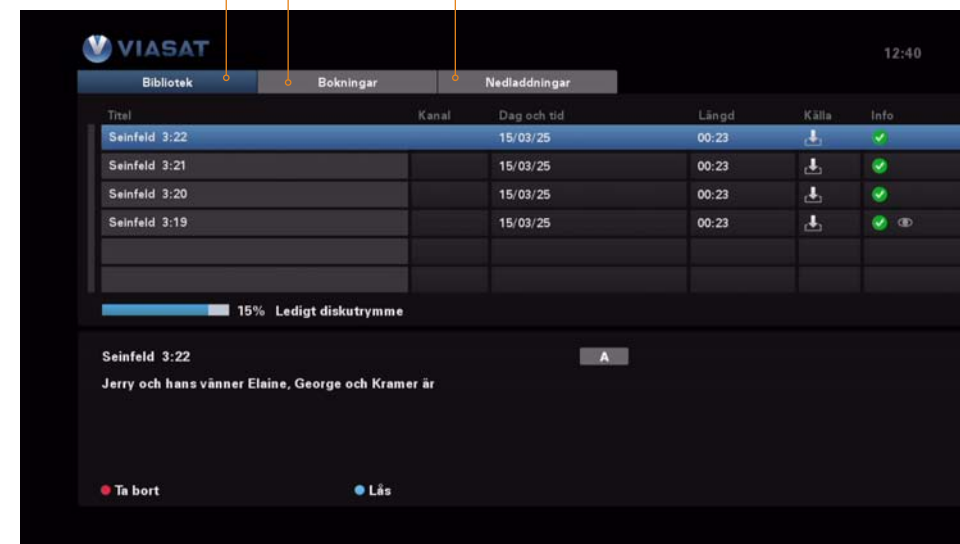 VIASAT
12:40
Bibliotek Bokningar Nedladdningar
Titel Kanal Dag och tid Längd Källa Info
Seinfeld 3:22 15/03/25 00:23
Seinfeld 3:21 15/03/25 00:23
Seinfeld 3:20 15/03/25 00:23
Seinfeld 3:19 15/03/25 00:23
15% Ledigt diskutrymme
Seinfeld 3:22 A
Jerry och hans vänner Elaine, George och Kramer är
Ta bort Lås